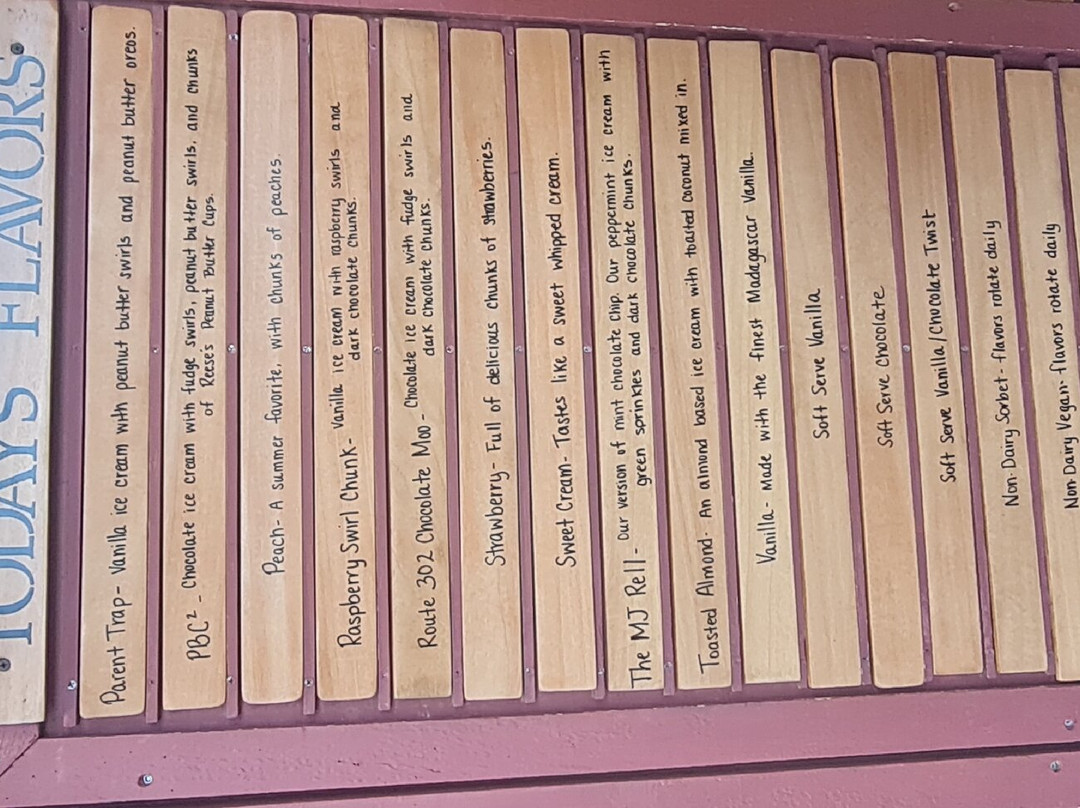 TODAYS FLAVORS
Parent Trap- Vanilla ice cream with peanut butter swirls and peanut butter oreos.
PBC² - Chocolate ice cream with fudge swirls, peanut butter swirls, and chunks
of Reese's Peanut Butter Cups.
Peach- A summer favorite, with chunks of peaches.
Raspberry Swirl Chunk- Vanilla ice cream with raspberry swirls and
dark chocolate chunks.
Route 302 Chocolate Moo - Chocolate ice cream with fudge swirls and
dark chocolate chunks.
Strawberry- Full of delicious chunks of strawberries.
Sweet Cream- Tastes like a sweet whipped cream.
The MJ Rell - Our version of mint chocolate chip. Our peppermint ice cream with
green sprinkles and dark chocolate chunks.
Toasted Almond- An almond based ice cream with toasted coconut mixed in.
Vanilla- Made with the finest Madagascar Vanilla.
Soft Serve Vanilla
Soft Serve Chocolate
Soft Serve Vanilla/Chocolate Twist
Non-Dairy Sorbet- flavors rotate daily
Non-Dairy Vegan- flavors rotate daily